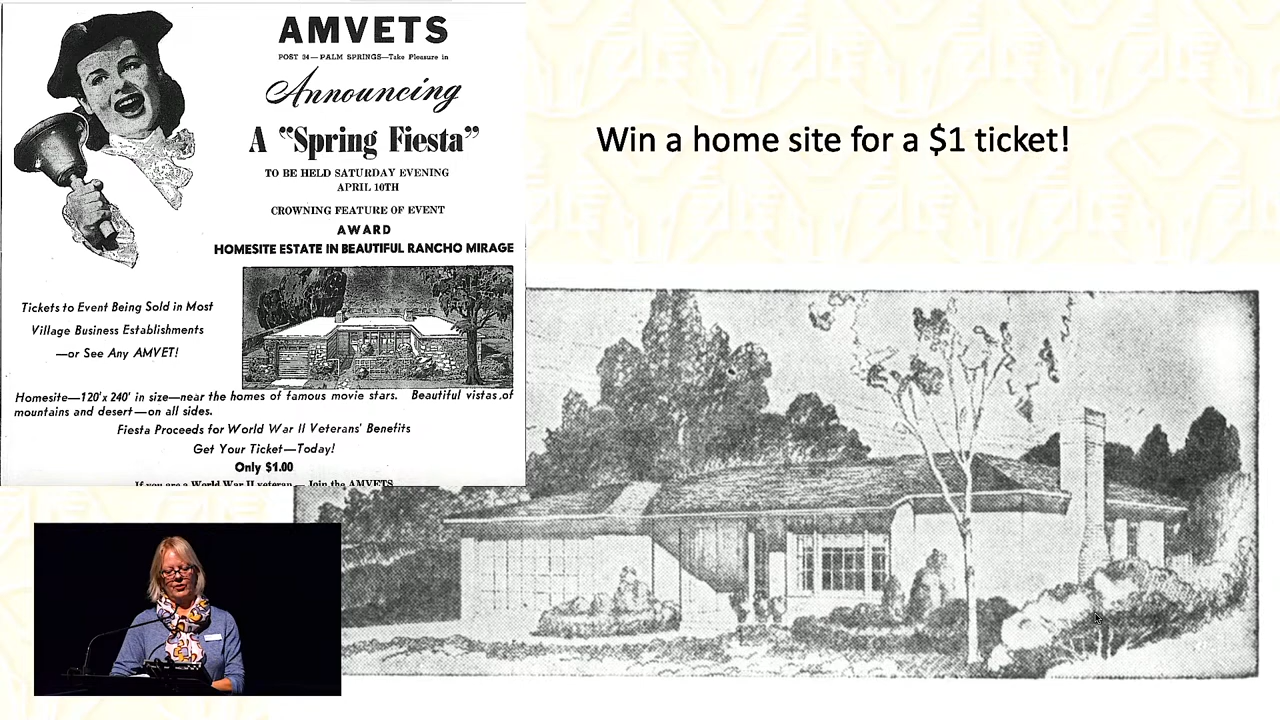 AMVETS
POST 34—PALM SPRINGS—Take Pleasure in
Announcing
A “Spring Fiesta”
TO BE HELD SATURDAY EVENING
APRIL 10TH
CROWNING FEATURE OF EVENT
AWARD
HOMESITE ESTATE IN BEAUTIFUL RANCHO MIRAGE
Tickets to Event Being Sold in Most
Village Business Establishments
—or See Any AMVET!
Homesite—120'x 240' in size—near the homes of famous movie stars. Beautiful vistas of
mountains and desert—on all sides.
Fiesta Proceeds for World War II Veterans' Benefits
Get Your Ticket—Today!
Only $1.00
If you are a World War II veteran — Join the AMVETS
Win a home site for a $1 ticket!